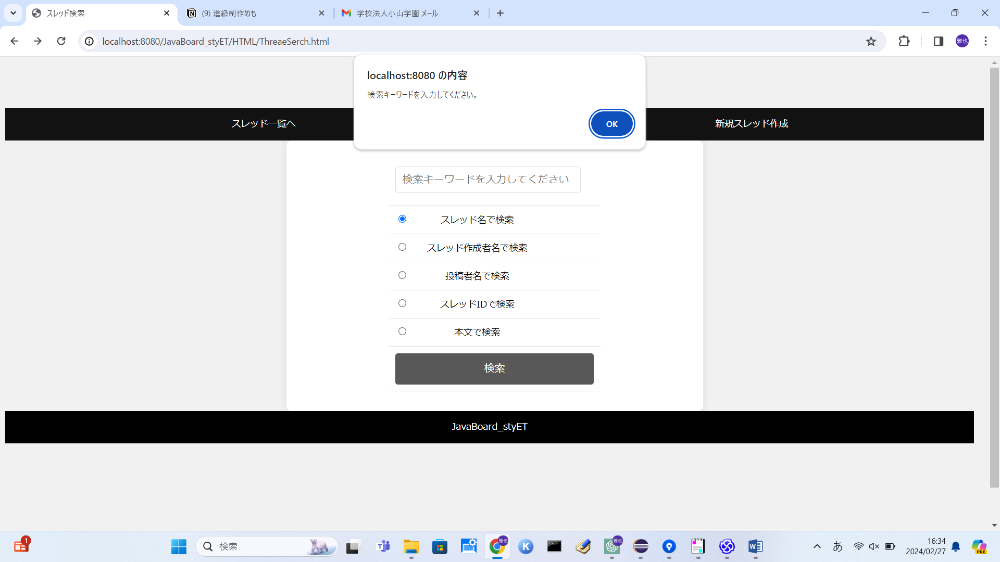 スレッド検索
(9) 進級制作めも
学校法人小山学園 メール
localhost:8080/JavaBoard_styET/HTML/ThreaeSerch.html
雅也
localhost:8080 の内容
検索キーワードを入力してください。
OK
スレッド一覧へ
新規スレッド作成
検索キーワードを入力してください
スレッド名で検索
スレッド作成者名で検索
投稿者名で検索
スレッドIDで検索
本文で検索
検索
JavaBoard_styET
1
検索
雅也
K
雅也
あ
16:34
2024/02/27
PRE